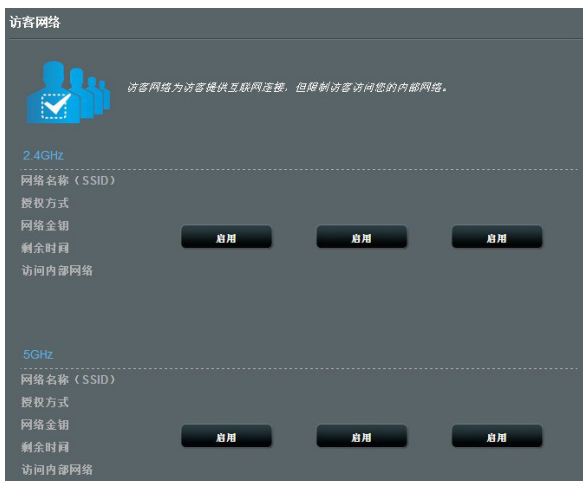 访客网络
访客网络为访客提供互联网连接，但限制访客访问您的内部网络。
2.4GHz
网络名称（SSID）
授权方式
网络金钥
剩余时间
访问内部网络
启用 启用 启用
5GHz
网络名称（SSID）
授权方式
网络金钥
剩余时间
访问内部网络
启用 启用 启用